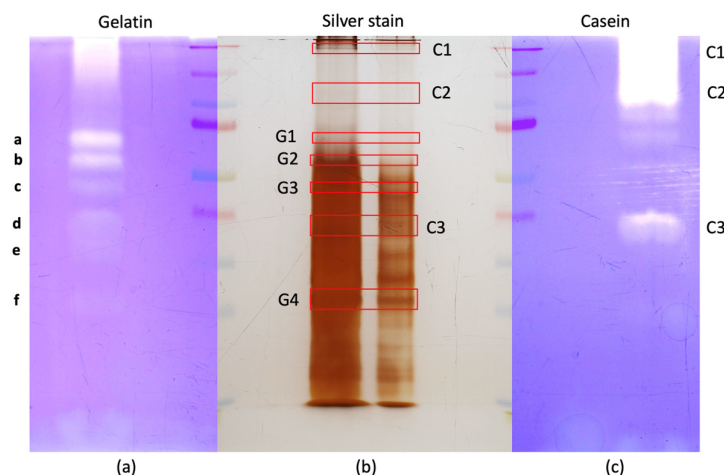 Gelatin
Silver stain
Casein
a
b
c
d
e
f
C1
C2
G1
G2
G3
C3
G4
C1
C2
C3
(a)
(b)
(c)